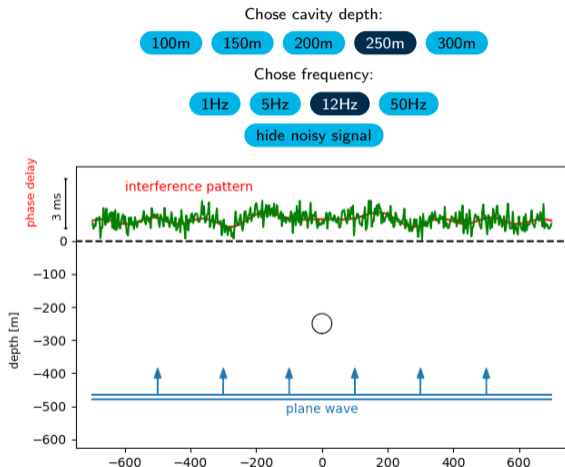 Chose cavity depth:
100m 150m 200m 250m 300m
Chose frequency:
1Hz 5Hz 12Hz 50Hz
hide noisy signal
phase delay
3 ms
interference pattern
0
−100
−200
−300
−400
−500
−600
depth [m]
plane wave
−600 −400 −200 0 200 400 600